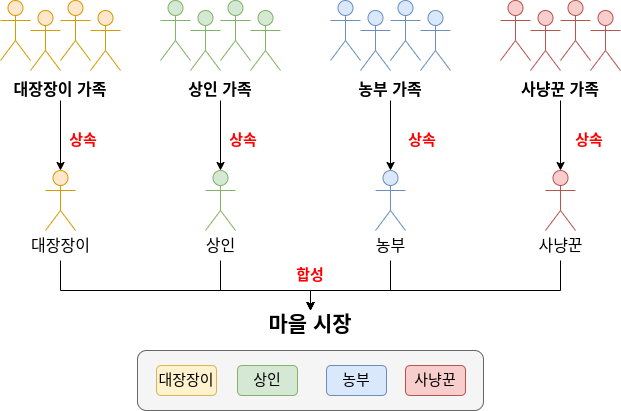 대장장이 가족
상인 가족
농부 가족
사냥꾼 가족
상속
상속
상속
상속
대장장이
상인
농부
사냥꾼
합성
마을 시장
대장장이
상인
농부
사냥꾼